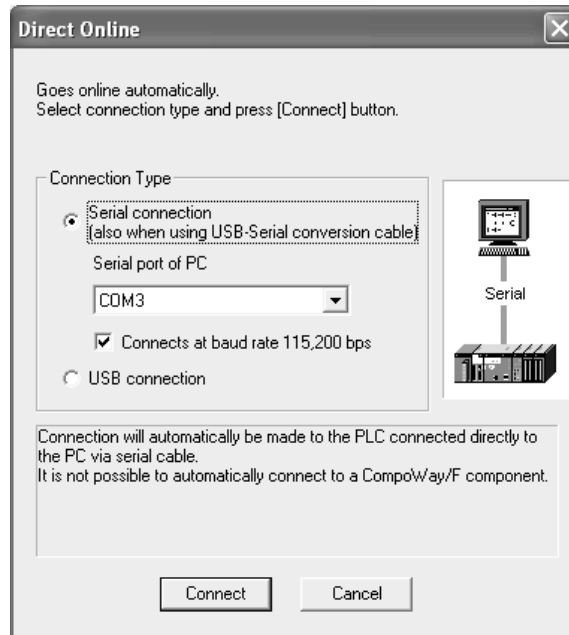 Direct Online
Goes online automatically.
Select connection type and press [Connect] button.
Connection Type
Serial connection
(also when using USB-Serial conversion cable)
Serial port of PC
COM3
Connects at baud rate 115,200 bps
USB connection
Serial
Connection will automatically be made to the PLC connected directly to
the PC via serial cable.
It is not possible to automatically connect to a CompoWay/F component.
Connect
Cancel